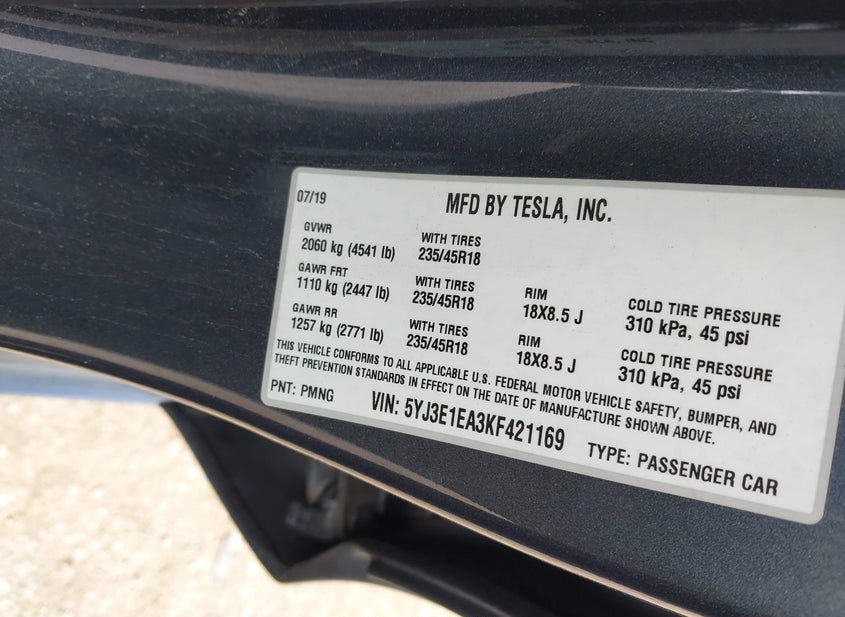 07/19
MFD BY TESLA, INC.
GVWR
2060 kg (4541 lb)
WITH TIRES
235/45R18
GAWR FRT
1110 kg (2447 lb)
WITH TIRES
235/45R18
RIM
18X8.5 J
COLD TIRE PRESSURE
310 kPa, 45 psi
GAWR RR
1257 kg (2771 lb)
WITH TIRES
235/45R18
RIM
18X8.5 J
COLD TIRE PRESSURE
310 kPa, 45 psi
THIS VEHICLE CONFORMS TO ALL APPLICABLE U.S. FEDERAL MOTOR VEHICLE SAFETY, BUMPER, AND
THEFT PREVENTION STANDARDS IN EFFECT ON THE DATE OF MANUFACTURE SHOWN ABOVE.
PNT: PMNG
VIN: 5YJ3E1EA3KF421169
TYPE: PASSENGER CAR